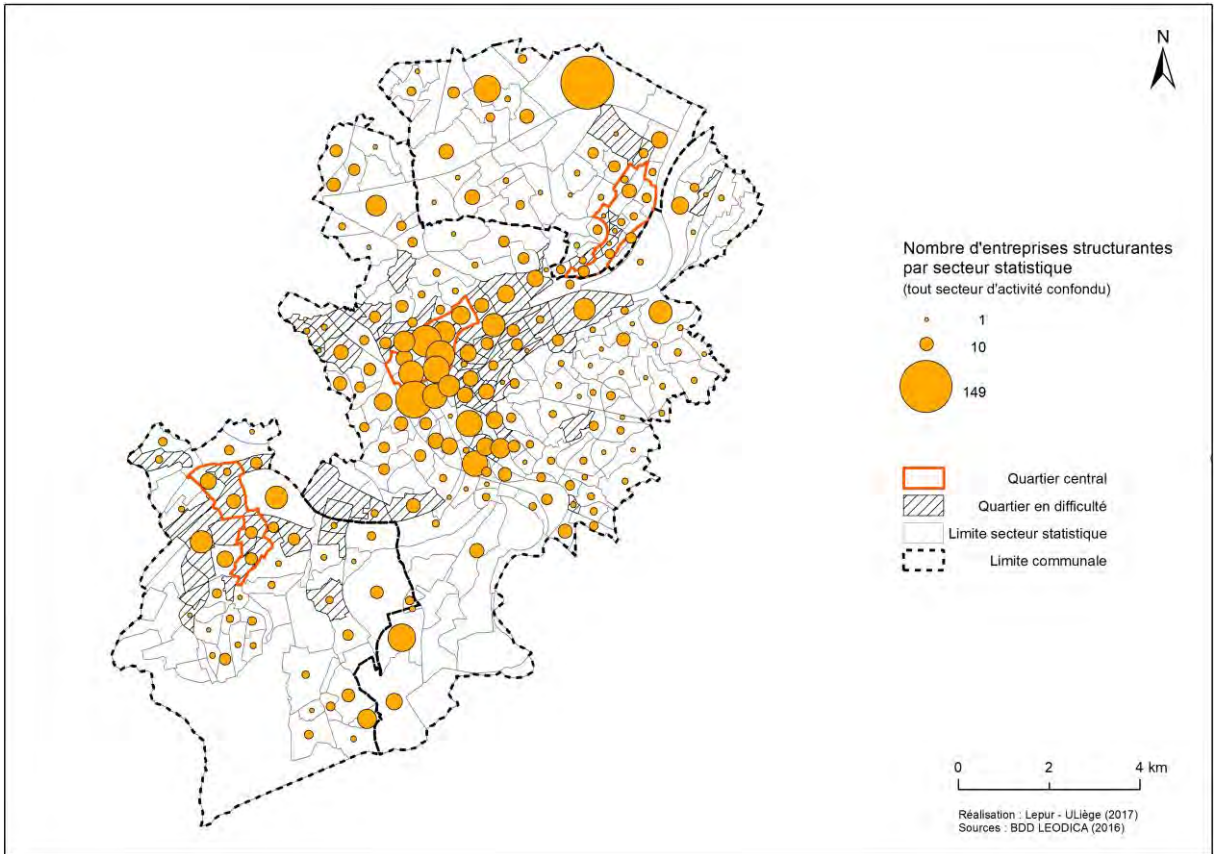 N
Nombre d'entreprises structurantes
par secteur statistique
(tout secteur d'activité confondu)
1
10
149
Quartier central
Quartier en difficulté
Limite secteur statistique
Limite communale
0 2 4 km
Réalisation : Lepur - ULiège (2017)
Sources : BDD LEODICA (2016)